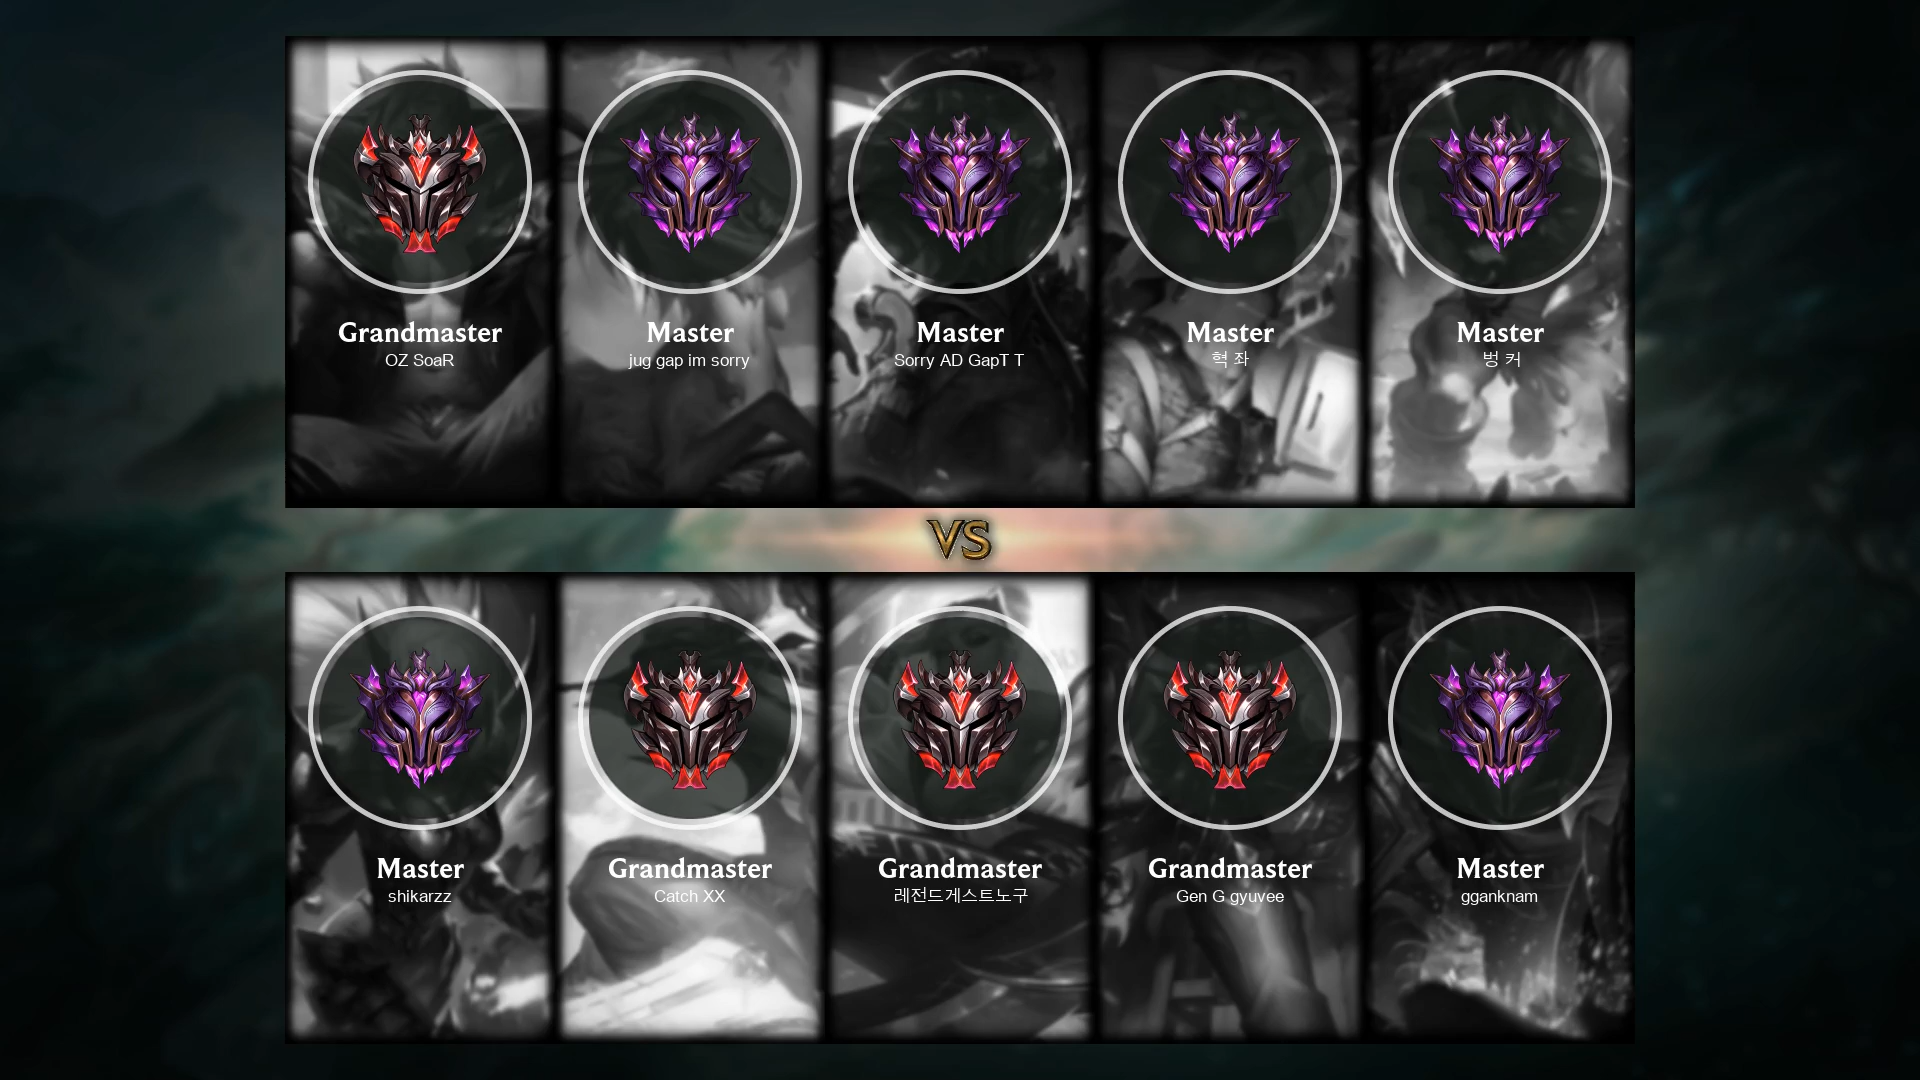 Grandmaster
OZ SoaR
Master
jug gap im sorry
Master
Sorry AD GapT T
Master
혁 좌
Master
벙 커
VS
Master
shikarzz
Grandmaster
Catch XX
Grandmaster
레전드게스트노구
Grandmaster
Gen G gyuvee
Master
gganknam